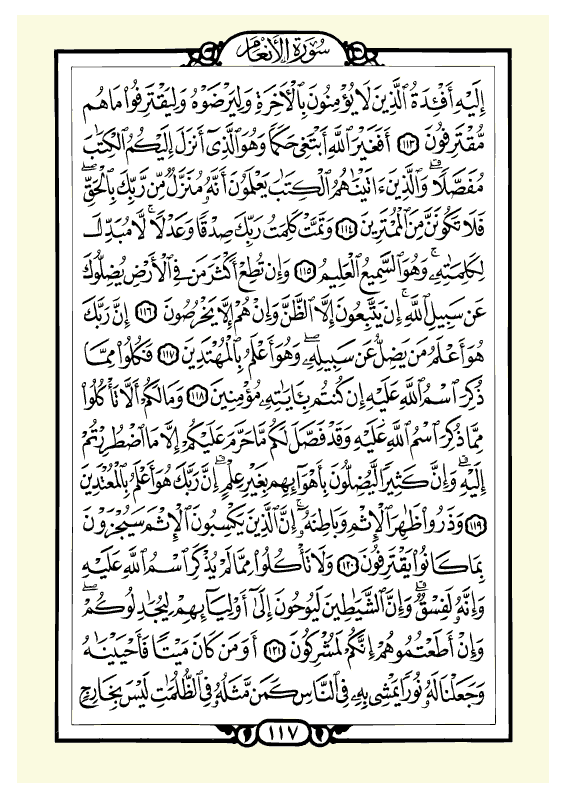 سُورَةُ الأَنْعَام
إِلَيْهِ أَفْـِٔدَةُ ٱلَّذِينَ لَا يُؤْمِنُونَ بِٱلْأٓخِرَةِ وَلِيَرْضَوْهُ وَلِيَقْتَرِفُوا۟ مَا هُم
مُّقْتَرِفُونَ ١١٣ أَفَغَيْرَ ٱللَّهِ أَبْتَغِى حَكَمًا وَهُوَ ٱلَّذِىٓ أَنزَلَ إِلَيْكُمُ ٱلْكِتَٰبَ
مُفَصَّلًا ۚ وَٱلَّذِينَ ءَاتَيْنَٰهُمُ ٱلْكِتَٰبَ يَعْلَمُونَ أَنَّهُۥ مُنَزَّلٌ مِّن رَّبِّكَ بِٱلْحَقِّ ۖ
فَلَا تَكُونَنَّ مِنَ ٱلْمُمْتَرِينَ ١١٤ وَتَمَّتْ كَلِمَتُ رَبِّكَ صِدْقًا وَعَدْلًا ۚ لَّا مُبَدِّلَ
لِكَلِمَٰتِهِۦ ۚ وَهُوَ ٱلسَّمِيعُ ٱلْعَلِيمُ ١١٥ وَإِن تُطِعْ أَكْثَرَ مَن فِى ٱلْأَرْضِ يُضِلُّوكَ
عَن سَبِيلِ ٱللَّهِ ۚ إِن يَتَّبِعُونَ إِلَّا ٱلظَّنَّ وَإِنْ هُمْ إِلَّا يَخْرُصُونَ ١١٦ إِنَّ رَبَّكَ
هُوَ أَعْلَمُ مَن يَضِلُّ عَن سَبِيلِهِۦ ۖ وَهُوَ أَعْلَمُ بِٱلْمُهْتَدِينَ ١١٧ فَكُلُوا۟ مِمَّا
ذُكِرَ ٱسْمُ ٱللَّهِ عَلَيْهِ إِن كُنتُم بِـَٔايَٰتِهِۦ مُؤْمِنِينَ ١١٨ وَمَا لَكُمْ أَلَّا تَأْكُلُوا۟
مِمَّا ذُكِرَ ٱسْمُ ٱللَّهِ عَلَيْهِ وَقَدْ فَصَّلَ لَكُم مَّا حَرَّمَ عَلَيْكُمْ إِلَّا مَا ٱضْطُرِرْتُمْ
إِلَيْهِ ۗ وَإِنَّ كَثِيرًا لَّيُضِلُّونَ بِأَهْوَآئِهِم بِغَيْرِ عِلْمٍ ۗ إِنَّ رَبَّكَ هُوَ أَعْلَمُ بِٱلْمُعْتَدِينَ
١١٩ وَذَرُوا۟ ظَٰهِرَ ٱلْإِثْمِ وَبَاطِنَهُۥٓ ۚ إِنَّ ٱلَّذِينَ يَكْسِبُونَ ٱلْإِثْمَ سَيُجْزَوْنَ
بِمَا كَانُوا۟ يَقْتَرِفُونَ ١٢٠ وَلَا تَأْكُلُوا۟ مِمَّا لَمْ يُذْكَرِ ٱسْمُ ٱللَّهِ عَلَيْهِ
وَإِنَّهُۥ لَفِسْقٌ ۗ وَإِنَّ ٱلشَّيَٰطِينَ لَيُوحُونَ إِلَىٰٓ أَوْلِيَآئِهِمْ لِيُجَٰدِلُوكُمْ ۖ
وَإِنْ أَطَعْتُمُوهُمْ إِنَّكُمْ لَمُشْرِكُونَ ١٢١ أَوَمَن كَانَ مَيْتًا فَأَحْيَيْنَٰهُ
وَجَعَلْنَا لَهُۥ نُورًا يَمْشِى بِهِۦ فِى ٱلنَّاسِ كَمَن مَّثَلُهُۥ فِى ٱلظُّلُمَٰتِ لَيْسَ بِخَارِجٍ
١١٧